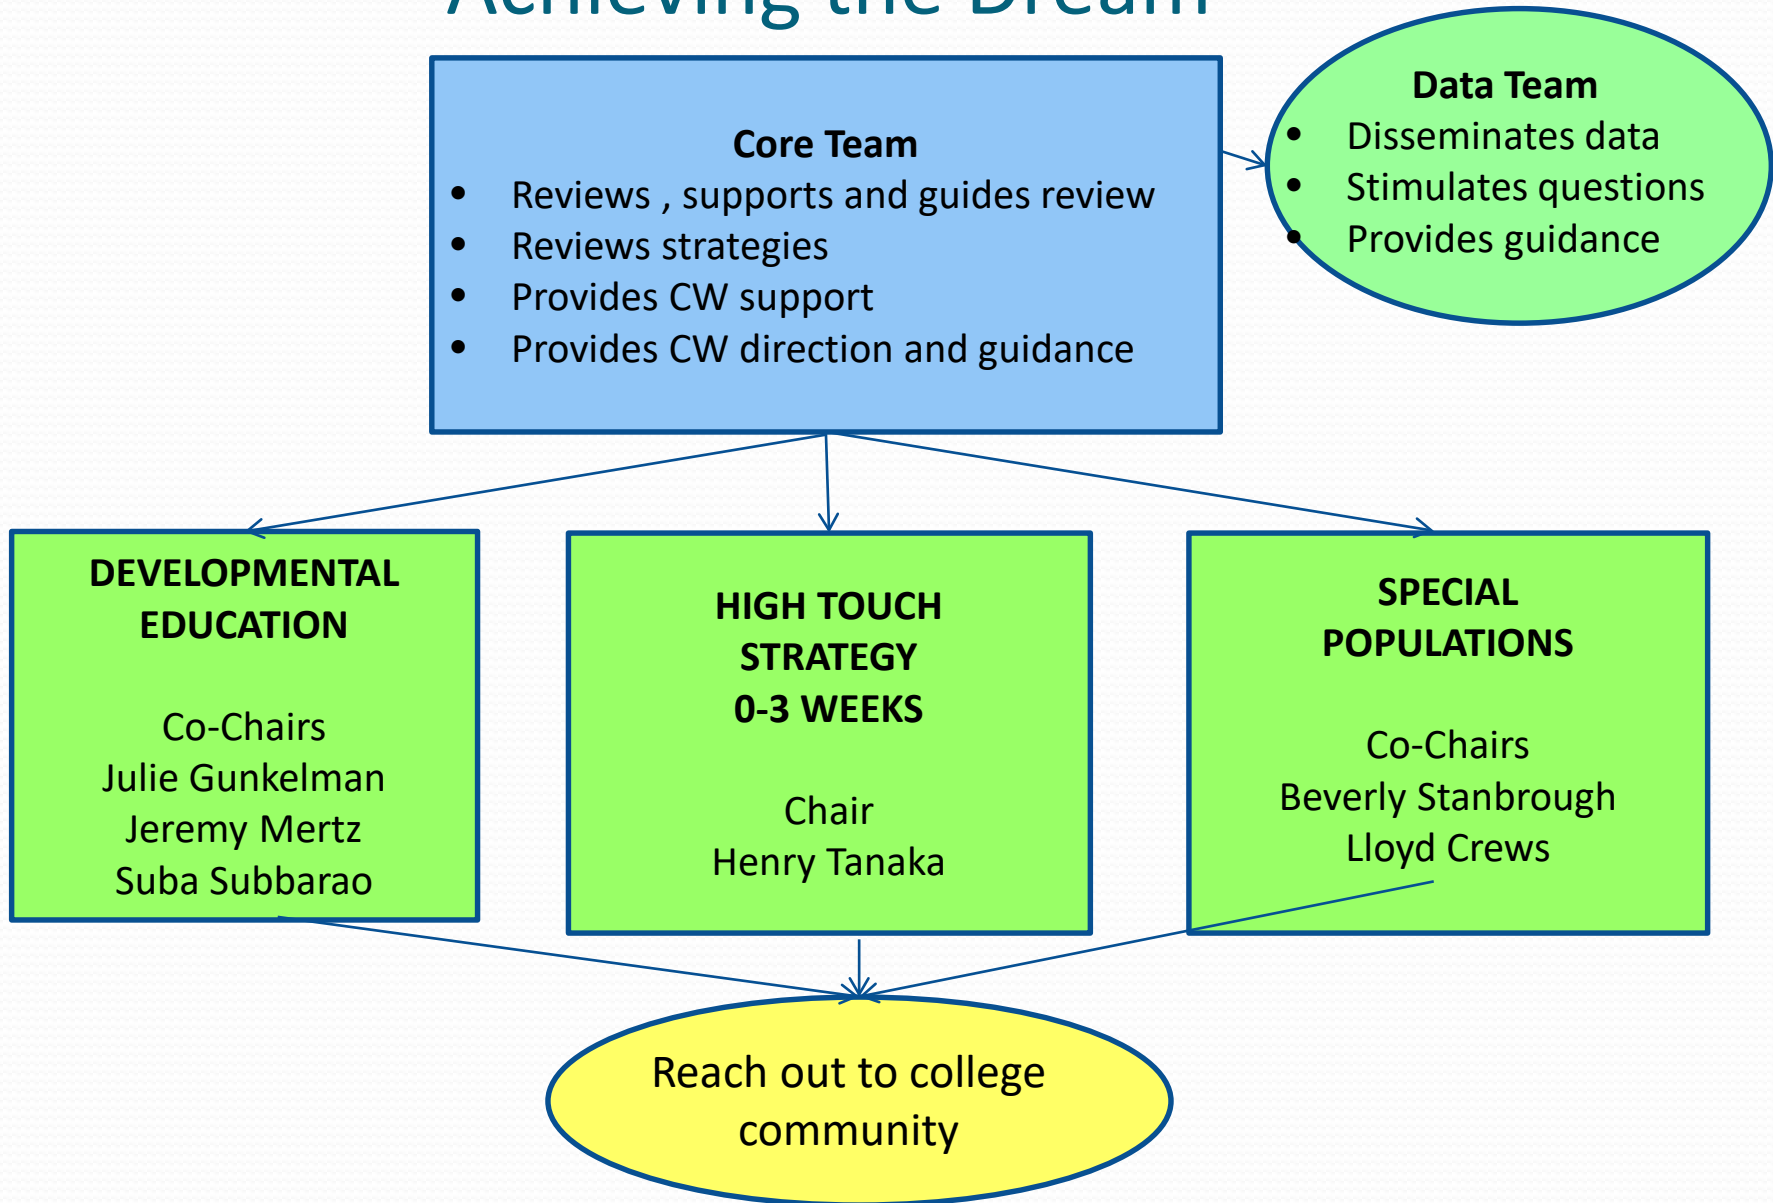 Achieving the Dream
Core Team
• Reviews , supports and guides review
• Reviews strategies
• Provides CW support
• Provides CW direction and guidance
Data Team
• Disseminates data
• Stimulates questions
• Provides guidance
DEVELOPMENTAL
EDUCATION
Co-Chairs
Julie Gunkelman
Jeremy Mertz
Suba Subbarao
HIGH TOUCH
STRATEGY
0-3 WEEKS
Chair
Henry Tanaka
SPECIAL
POPULATIONS
Co-Chairs
Beverly Stanbrough
Lloyd Crews
Reach out to college
community